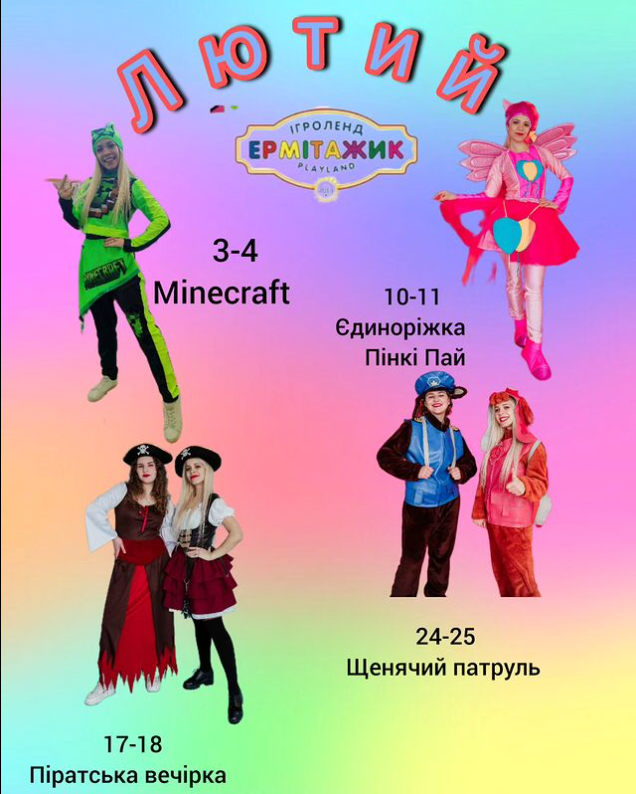 Лютий
ІГРОЛЕНД
ЕРМІТАЖИК
PLAYLAND
3-4
Minecraft
10-11
Єдиноріжка
Пінкі Пай
17-18
Піратська вечірка
24-25
Щенячий патруль